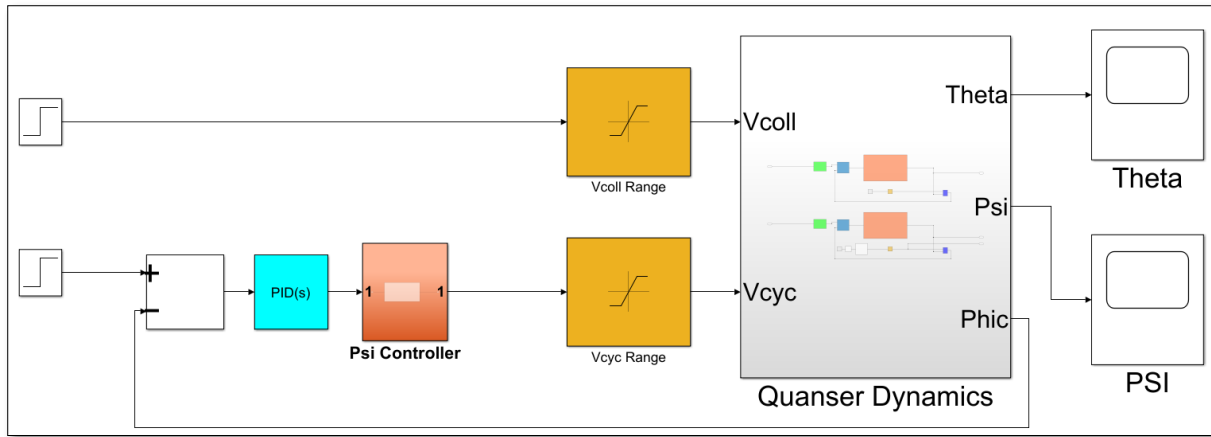 Vcoll Range
Vcoll
Theta
Theta
+
−
PID(s)
1
1
Psi Controller
Vcyc Range
Vcyc
Psi
Phic
Quanser Dynamics
PSI